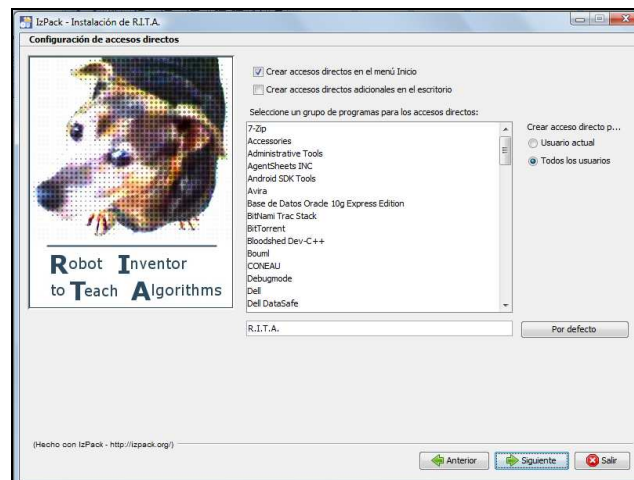 IzPack - Instalación de R.I.T.A.
Configuración de accesos directos
Robot Inventor
to Teach Algorithms
Crear accesos directos en el menú Inicio
Crear accesos directos adicionales en el escritorio
Seleccione un grupo de programas para los accesos directos:
7-Zip
Accessories
Administrative Tools
AgentSheets INC
Android SDK Tools
Avira
Base de Datos Oracle 10g Express Edition
BitNami Trac Stack
BitTorrent
Bloodshed Dev-C++
Bouml
CONEAU
Debugmode
Dell
Dell DataSafe
R.I.T.A.
Crear acceso directo p...
Usuario actual
Todos los usuarios
Por defecto
(Hecho con IzPack - http://izpack.org/)
Anterior
Siguiente
Salir